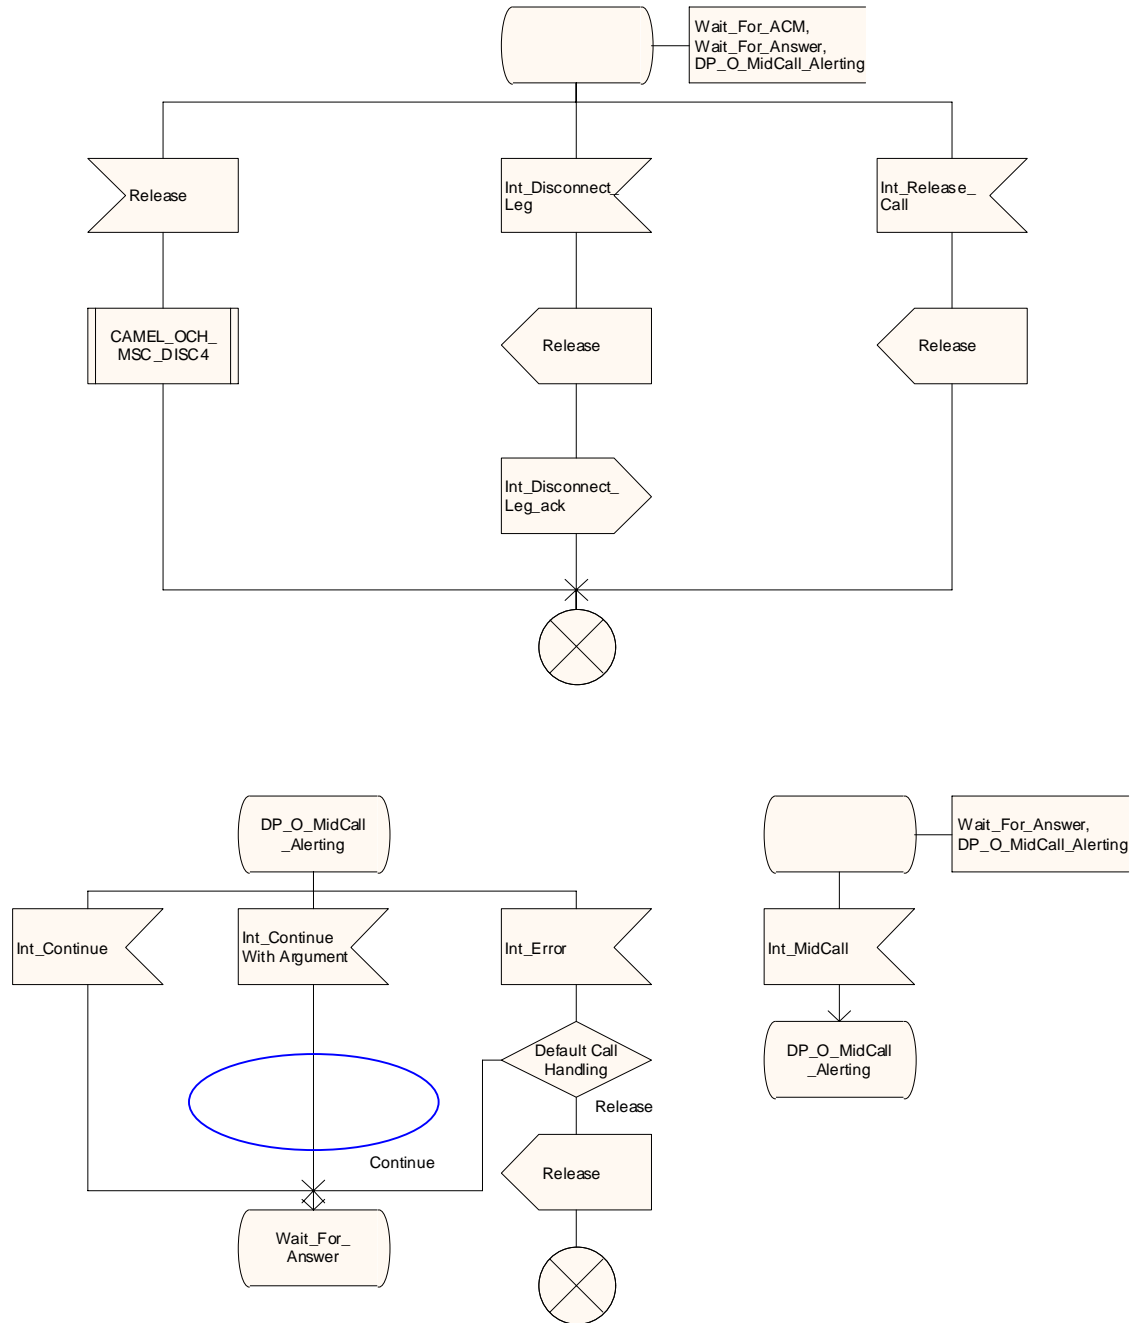 Wait_For_ACM,
Wait_For_Answer,
DP_O_MidCall_Alerting
Release
Int_Disconnect_
Leg
Int_Release_
Call
CAMEL_OCH_
MSC_DISC4
Release
Release
Int_Disconnect_
Leg_ack
DP_O_MidCall
_Alerting
Wait_For_Answer,
DP_O_MidCall_Alerting
Int_Continue
Int_Continue
With Argument
Int_Error
Int_MidCall
Default Call
Handling
DP_O_MidCall
_Alerting
Release
Continue
Release
Wait_For_
Answer